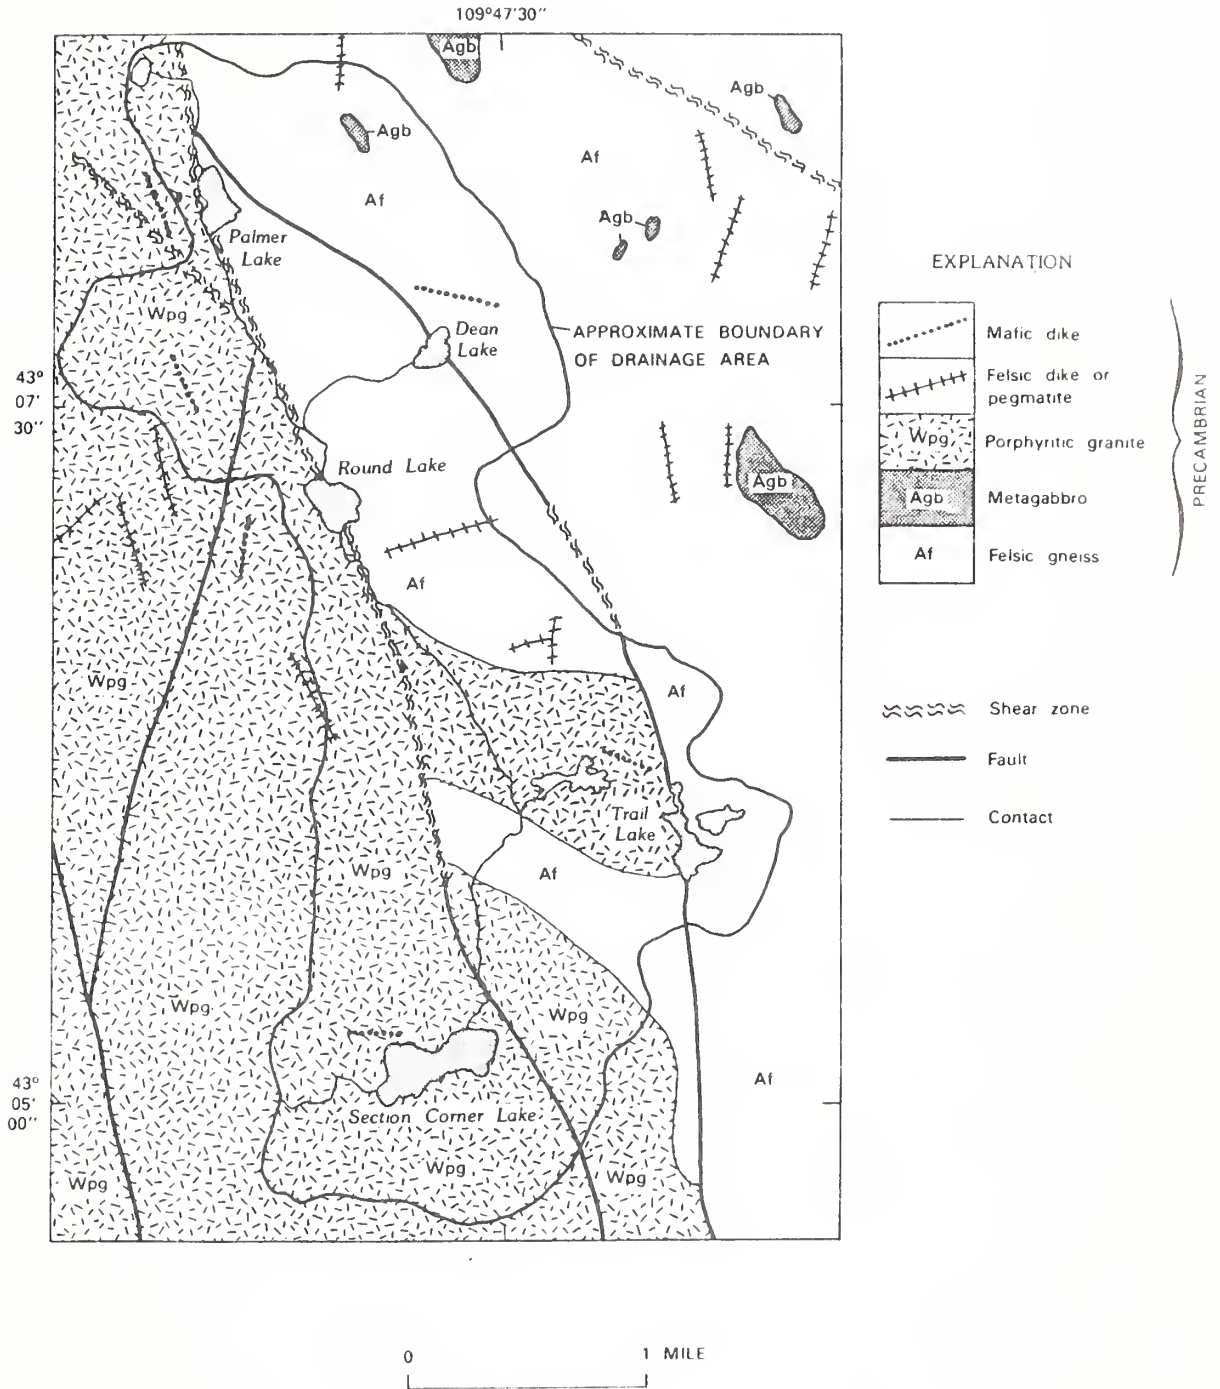 109°47'30"
Agb
Agb
Agb
Af
Af
Agb
Palmer
Lake
Wpg
Dean
Lake
APPROXIMATE BOUNDARY
OF DRAINAGE AREA
43°
07'
30"
Round Lake
Agb
Af
Wpg
Af
Trail
Lake
Wpg
Af
Wpg
Wpg
Af
43°
05'
00"
Section Corner Lake
Wpg
Wpg
Wpg
EXPLANATION
Mafic dike
Felsic dike or
pegmatite
Wpg
Porphyritic granite
Agb
Metagabbro
Af
Felsic gneiss
PRECAMBRIAN
Shear zone
Fault
Contact
0
1 MILE